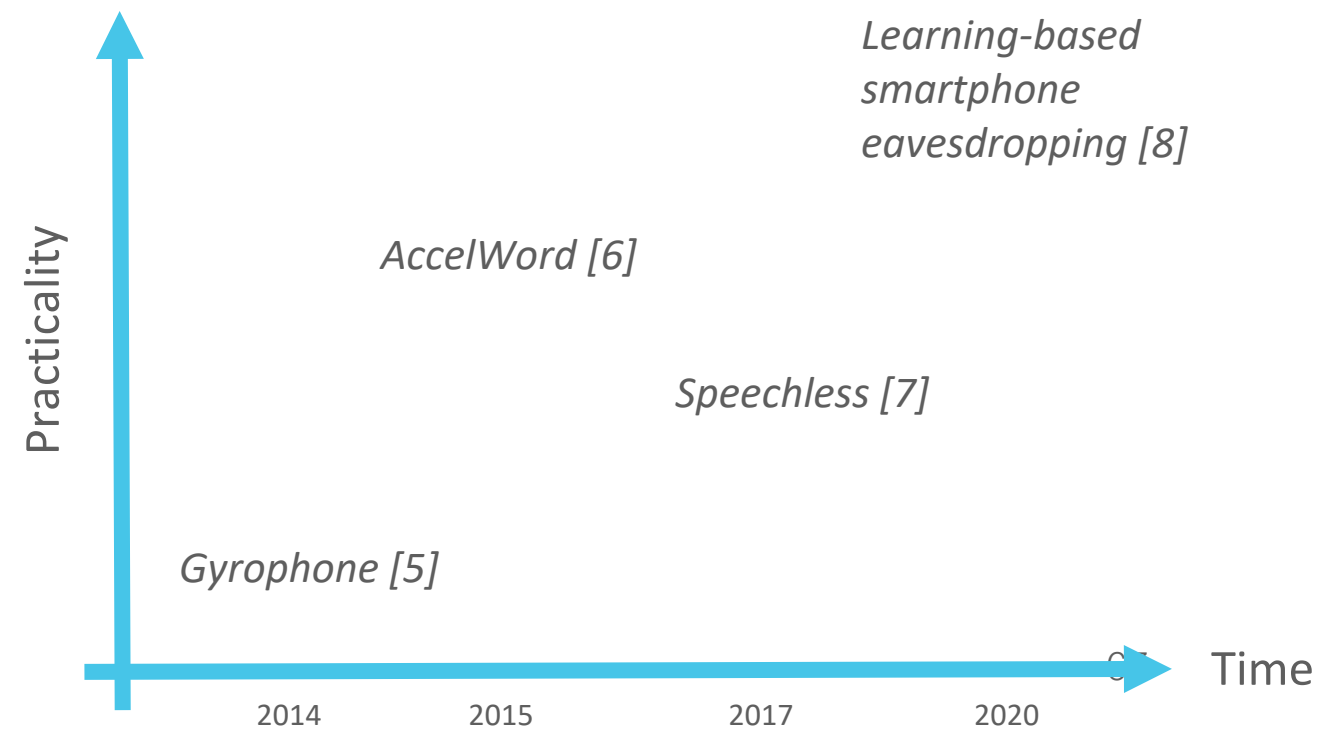 Learning-based
smartphone
eavesdropping [8]
Practicality
AccelWord [6]
Speechless [7]
Gyrophone [5]
Time
2014 2015 2017 2020